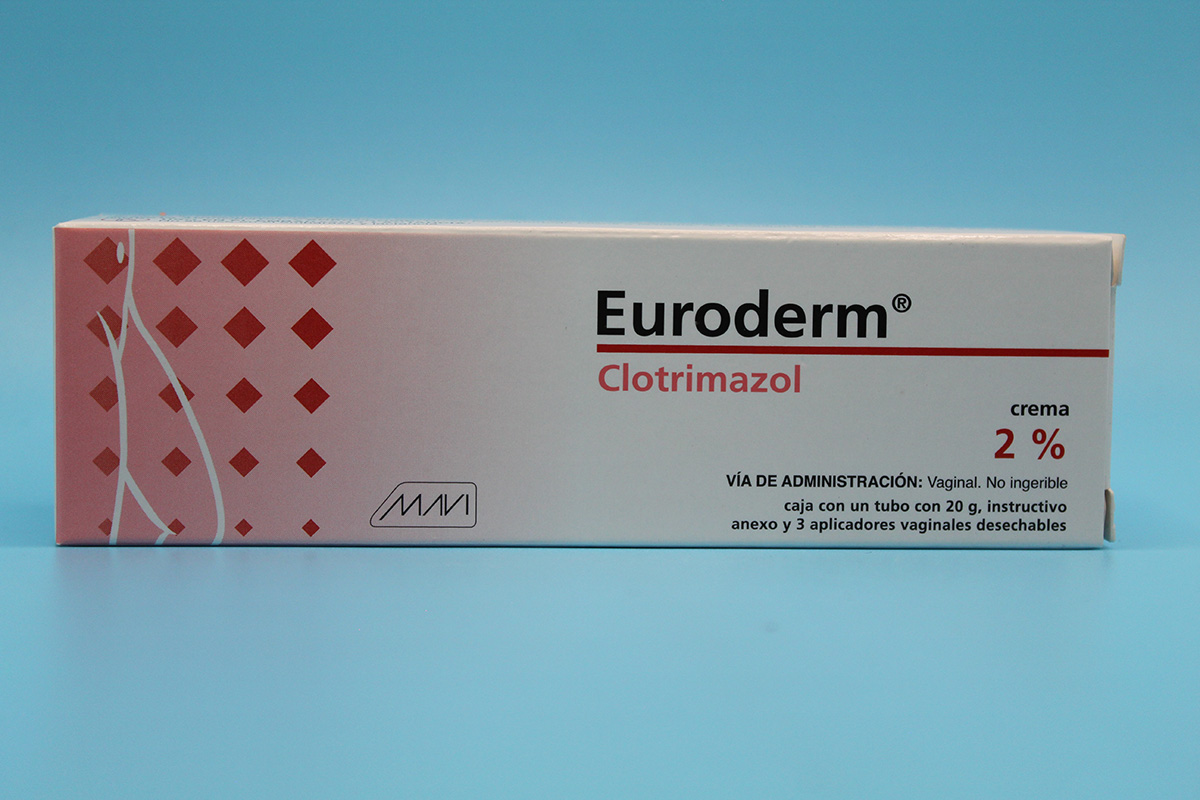 Euroderm®
Clotrimazol
crema
2 %
VÍA DE ADMINISTRACIÓN: Vaginal. No ingerible
caja con un tubo con 20 g, instructivo
anexo y 3 aplicadores vaginales desechables
MAVI